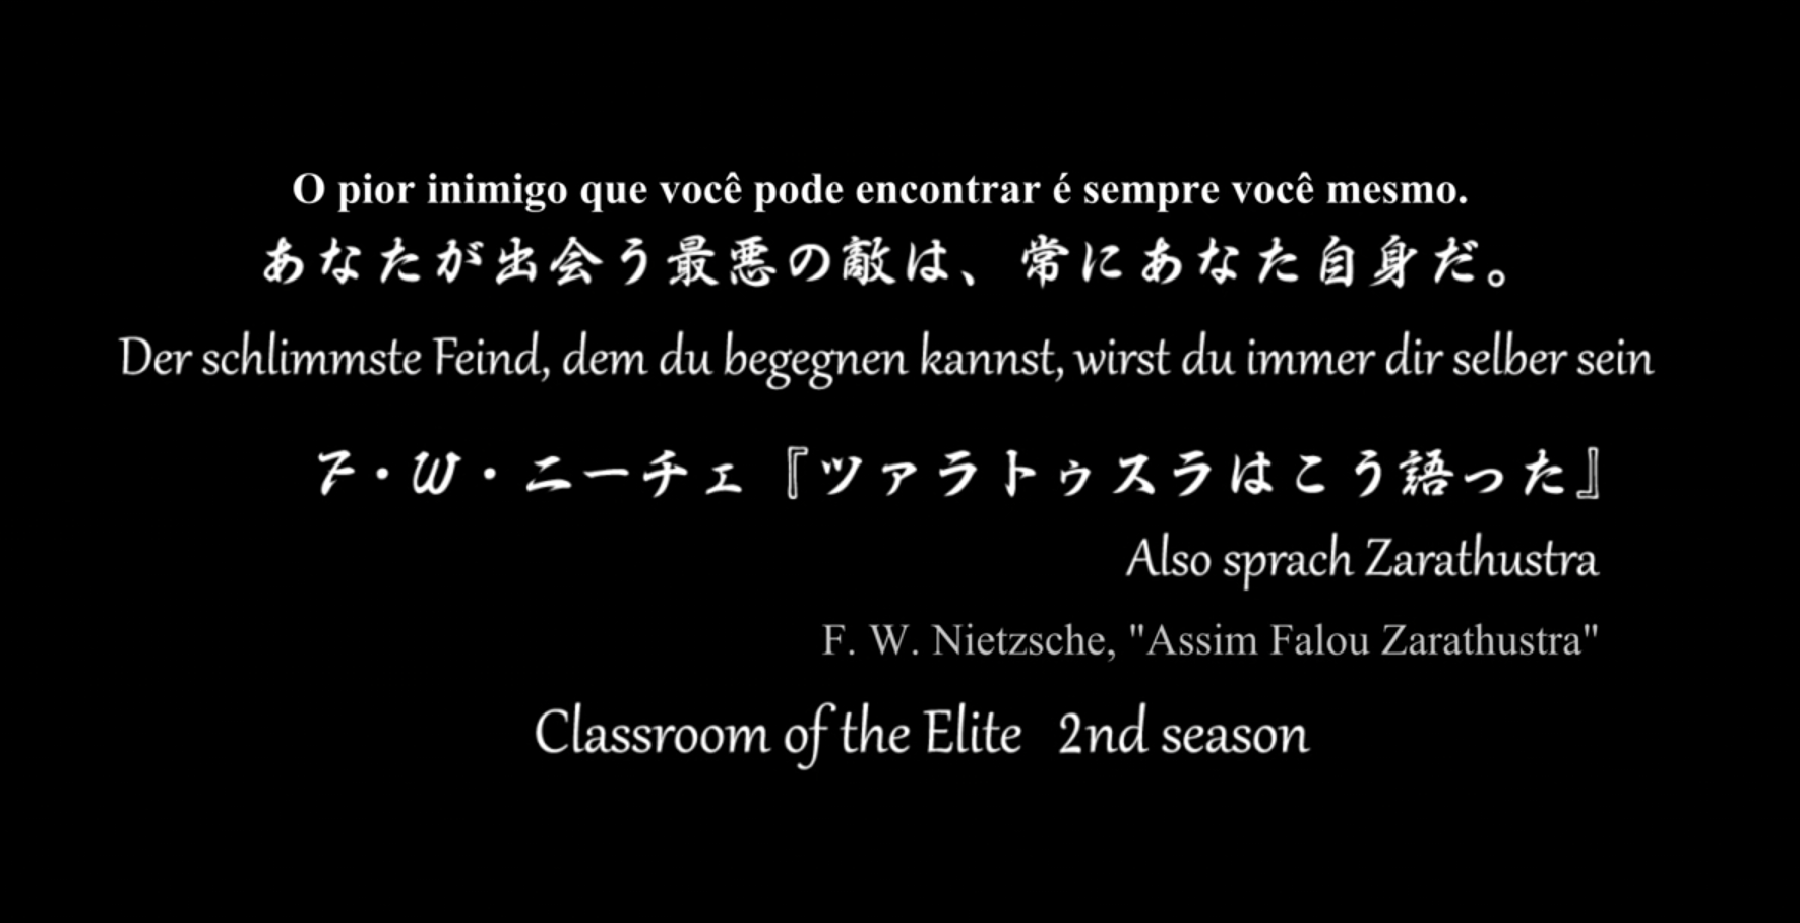 O pior inimigo que você pode encontrar é sempre você mesmo.
あなたが出会う最悪の敵は、常にあなた自身だ。
Der schlimmste Feind, dem du begegnen kannst, wirst du immer dir selber sein
F・W・ニーチェ『ツァラトゥスラはこう語った』
Also sprach Zarathustra
F. W. Nietzsche, "Assim Falou Zarathustra"
Classroom of the Elite 2nd season